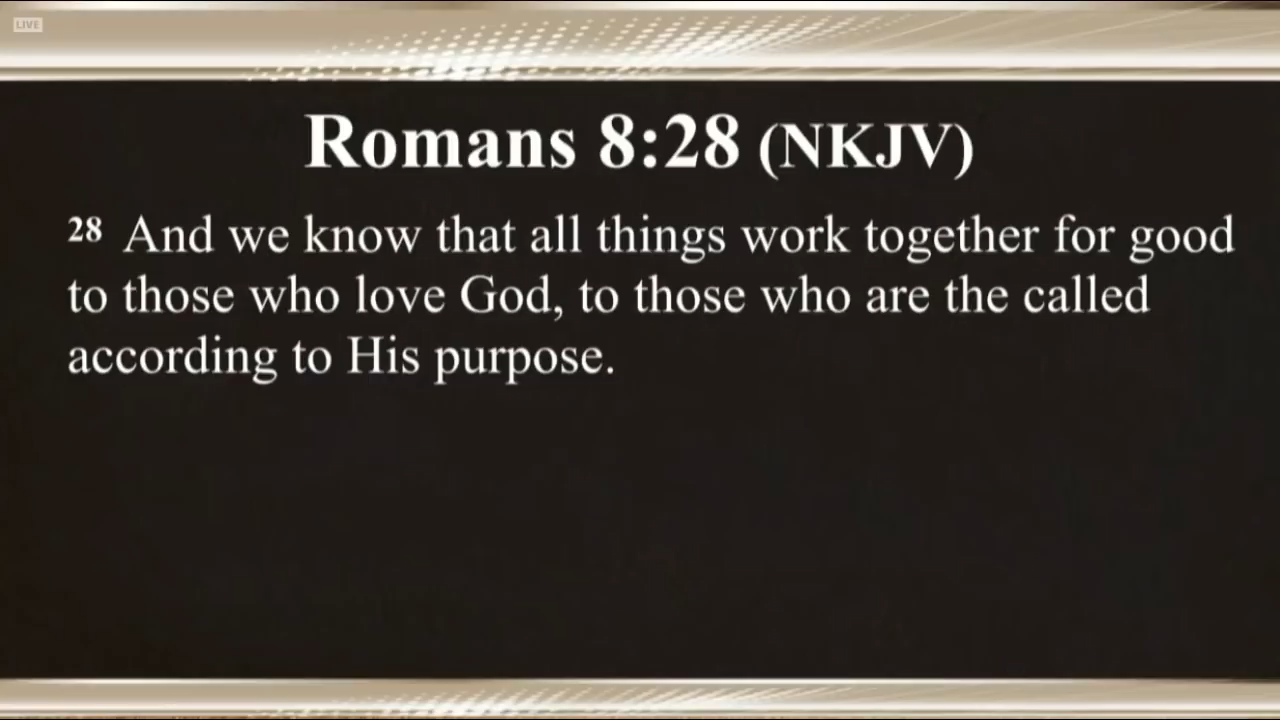 LIVE
Romans 8:28 (NKJV)
28 And we know that all things work together for good
to those who love God, to those who are the called
according to His purpose.